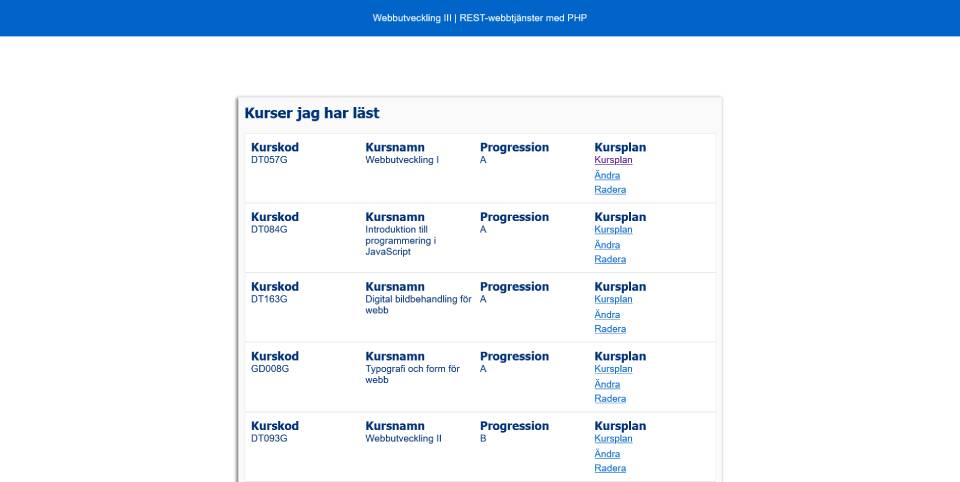 Webbutveckling III | REST-webbtjänster med PHP
Kurser jag har läst
Kurskod Kursnamn Progression Kursplan
DT057G Webbutveckling I A Kursplan
Ändra
Radera
Kurskod Kursnamn Progression Kursplan
DT084G Introduktion till A Kursplan
programmering i Ändra
JavaScript Radera
Kurskod Kursnamn Progression Kursplan
DT163G Digital bildbehandling för A Kursplan
webb Ändra
Radera
Kurskod Kursnamn Progression Kursplan
GD008G Typografi och form för A Kursplan
webb Ändra
Radera
Kurskod Kursnamn Progression Kursplan
DT093G Webbutveckling II B Kursplan
Ändra
Radera